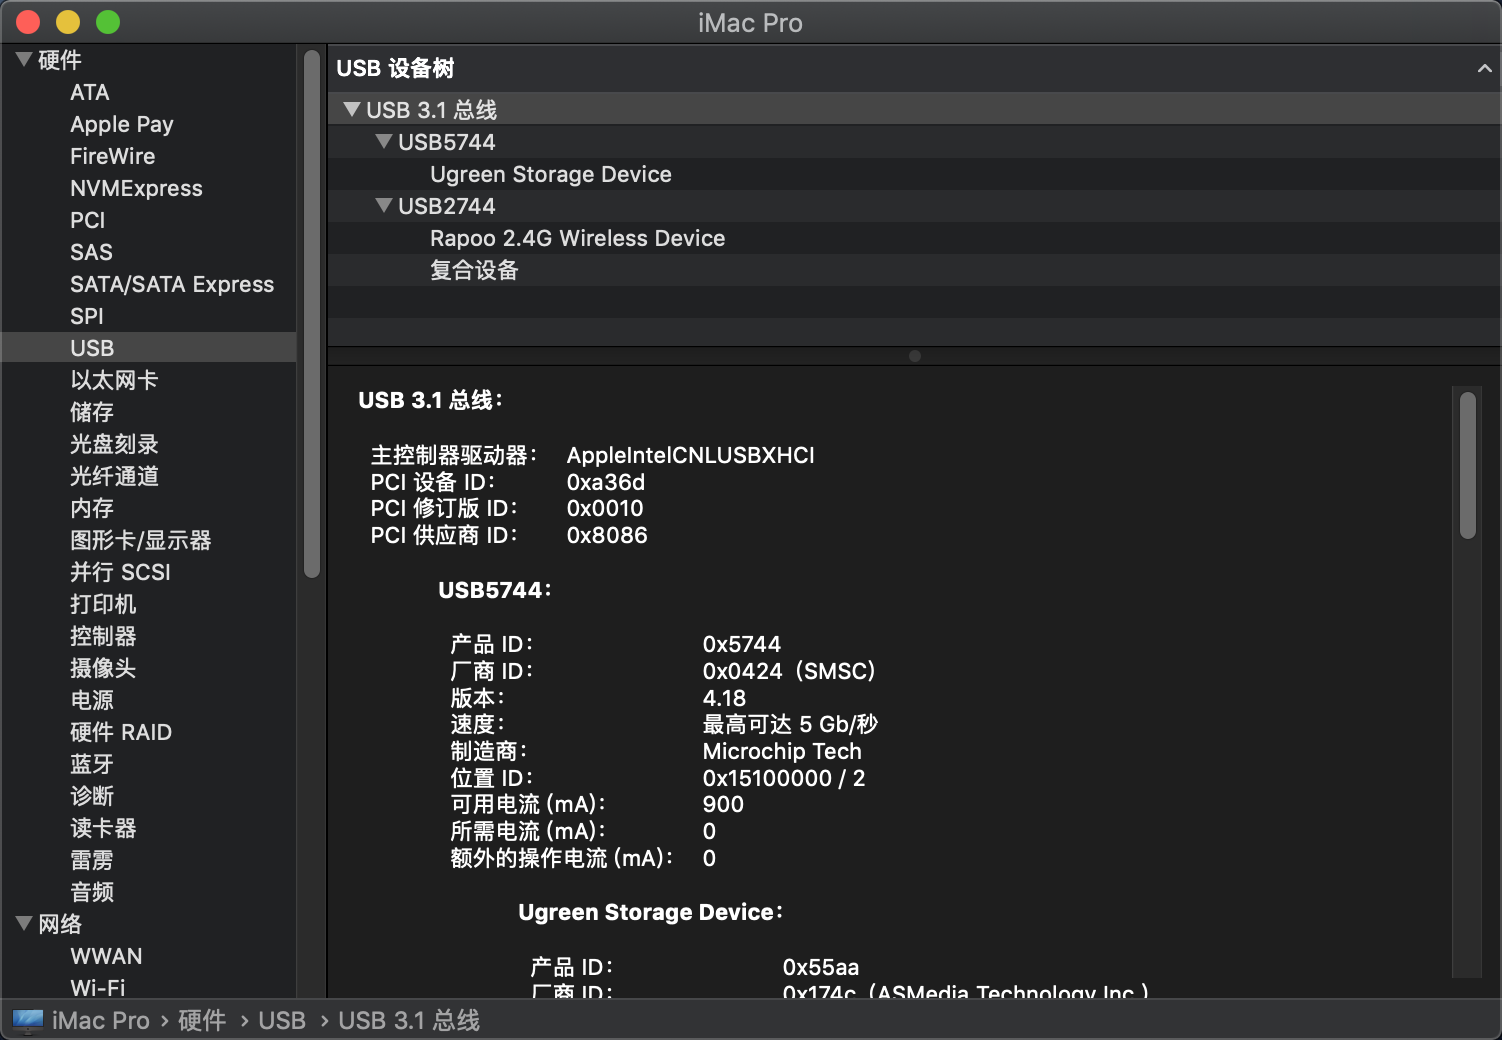 iMac Pro
硬件
ATA
Apple Pay
FireWire
NVMExpress
PCI
SAS
SATA/SATA Express
SPI
USB
以太网卡
储存
光盘刻录
光纤通道
内存
图形卡/显示器
并行 SCSI
打印机
控制器
摄像头
电源
硬件 RAID
蓝牙
诊断
读卡器
雷雳
音频
网络
WWAN
Wi-Fi
USB 设备树
USB 3.1 总线
USB5744
Ugreen Storage Device
USB2744
Rapoo 2.4G Wireless Device
复合设备
USB 3.1 总线：
主控制器驱动器： AppleIntelCNLUSBXHCI
PCI 设备 ID： 0xa36d
PCI 修订版 ID： 0x0010
PCI 供应商 ID： 0x8086
USB5744：
产品 ID： 0x5744
厂商 ID： 0x0424（SMSC）
版本： 4.18
速度： 最高可达 5 Gb/秒
制造商： Microchip Tech
位置 ID： 0x15100000 / 2
可用电流 (mA)： 900
所需电流 (mA)： 0
额外的操作电流 (mA)： 0
Ugreen Storage Device：
产品 ID： 0x55aa
厂商 ID： 0x174c（ASMedia Technology Inc.）
iMac Pro › 硬件 › USB › USB 3.1 总线